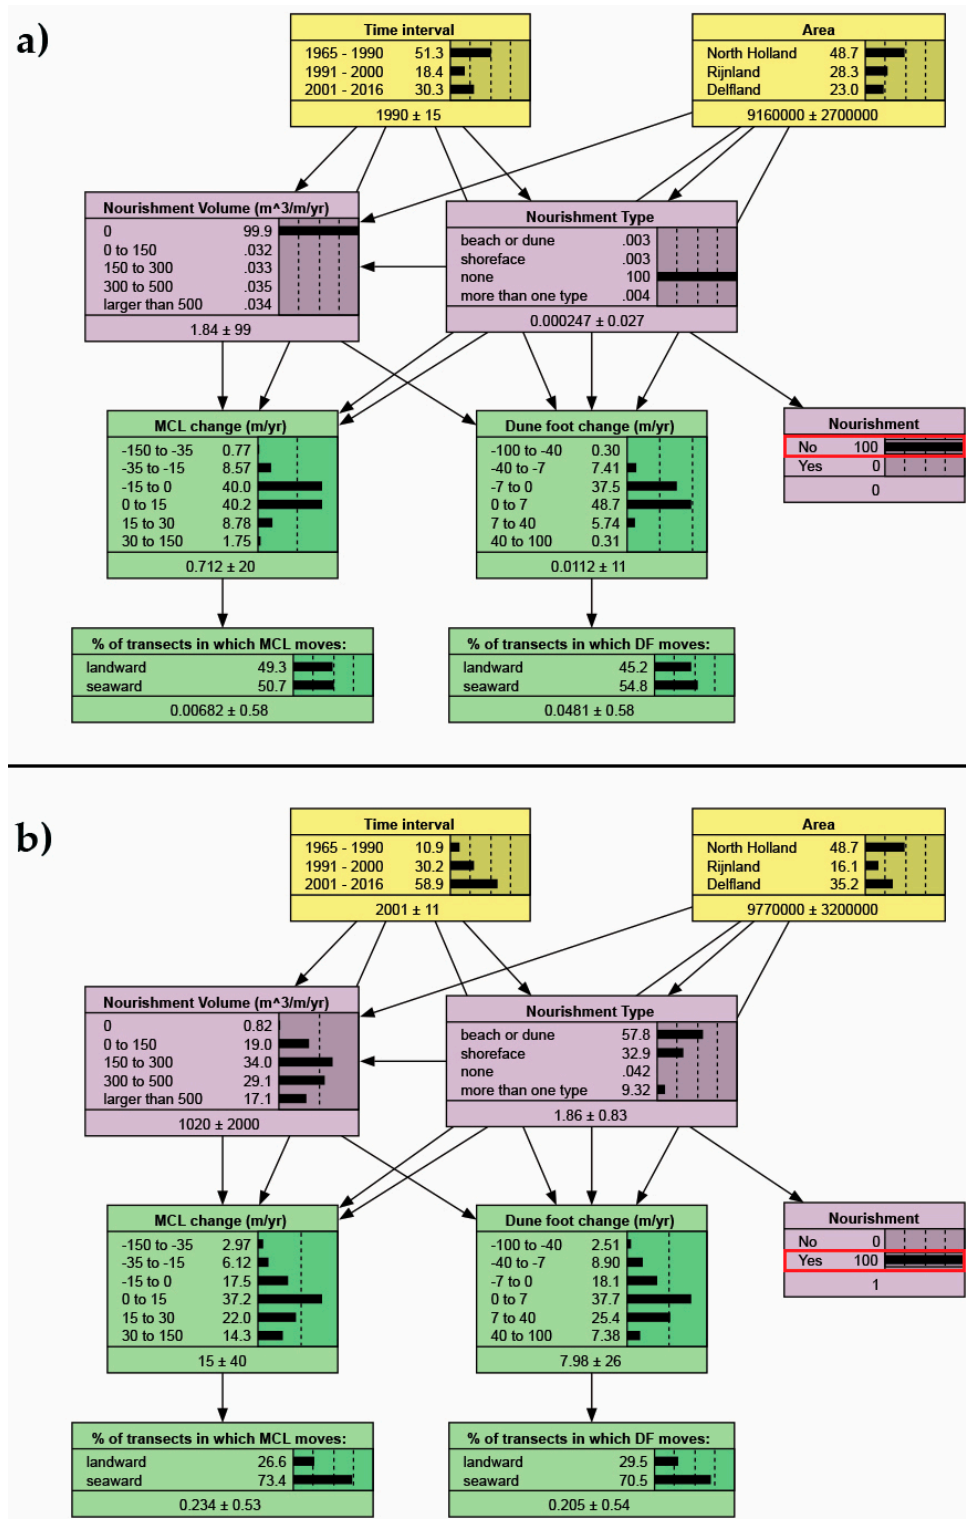 a)
Time interval
1965 - 1990 51.3
1991 - 2000 18.4
2001 - 2016 30.3
1990 ± 15
Area
North Holland 48.7
Rijnland 28.3
Delfland 23.0
9160000 ± 2700000
Nourishment Volume (m^3/m/yr)
0 99.9
0 to 150 .032
150 to 300 .033
300 to 500 .035
larger than 500 .034
1.84 ± 99
Nourishment Type
beach or dune .003
shoreface .003
none 100
more than one type .004
0.000247 ± 0.027
MCL change (m/yr)
-150 to -35 0.77
-35 to -15 8.57
-15 to 0 40.0
0 to 15 40.2
15 to 30 8.78
30 to 150 1.75
0.712 ± 20
Dune foot change (m/yr)
-100 to -40 0.30
-40 to -7 7.41
-7 to 0 37.5
0 to 7 48.7
7 to 40 5.74
40 to 100 0.31
0.0112 ± 11
Nourishment
No 100
Yes 0
0
% of transects in which MCL moves:
landward 49.3
seaward 50.7
0.00682 ± 0.58
% of transects in which DF moves:
landward 45.2
seaward 54.8
0.0481 ± 0.58
b)
Time interval
1965 - 1990 10.9
1991 - 2000 30.2
2001 - 2016 58.9
2001 ± 11
Area
North Holland 48.7
Rijnland 16.1
Delfland 35.2
9770000 ± 3200000
Nourishment Volume (m^3/m/yr)
0 0.82
0 to 150 19.0
150 to 300 34.0
300 to 500 29.1
larger than 500 17.1
1020 ± 2000
Nourishment Type
beach or dune 57.8
shoreface 32.9
none .042
more than one type 9.32
1.86 ± 0.83
MCL change (m/yr)
-150 to -35 2.97
-35 to -15 6.12
-15 to 0 17.5
0 to 15 37.2
15 to 30 22.0
30 to 150 14.3
15 ± 40
Dune foot change (m/yr)
-100 to -40 2.51
-40 to -7 8.90
-7 to 0 18.1
0 to 7 37.7
7 to 40 25.4
40 to 100 7.38
7.98 ± 26
Nourishment
No 0
Yes 100
1
% of transects in which MCL moves:
landward 26.6
seaward 73.4
0.234 ± 0.53
% of transects in which DF moves:
landward 29.5
seaward 70.5
0.205 ± 0.54